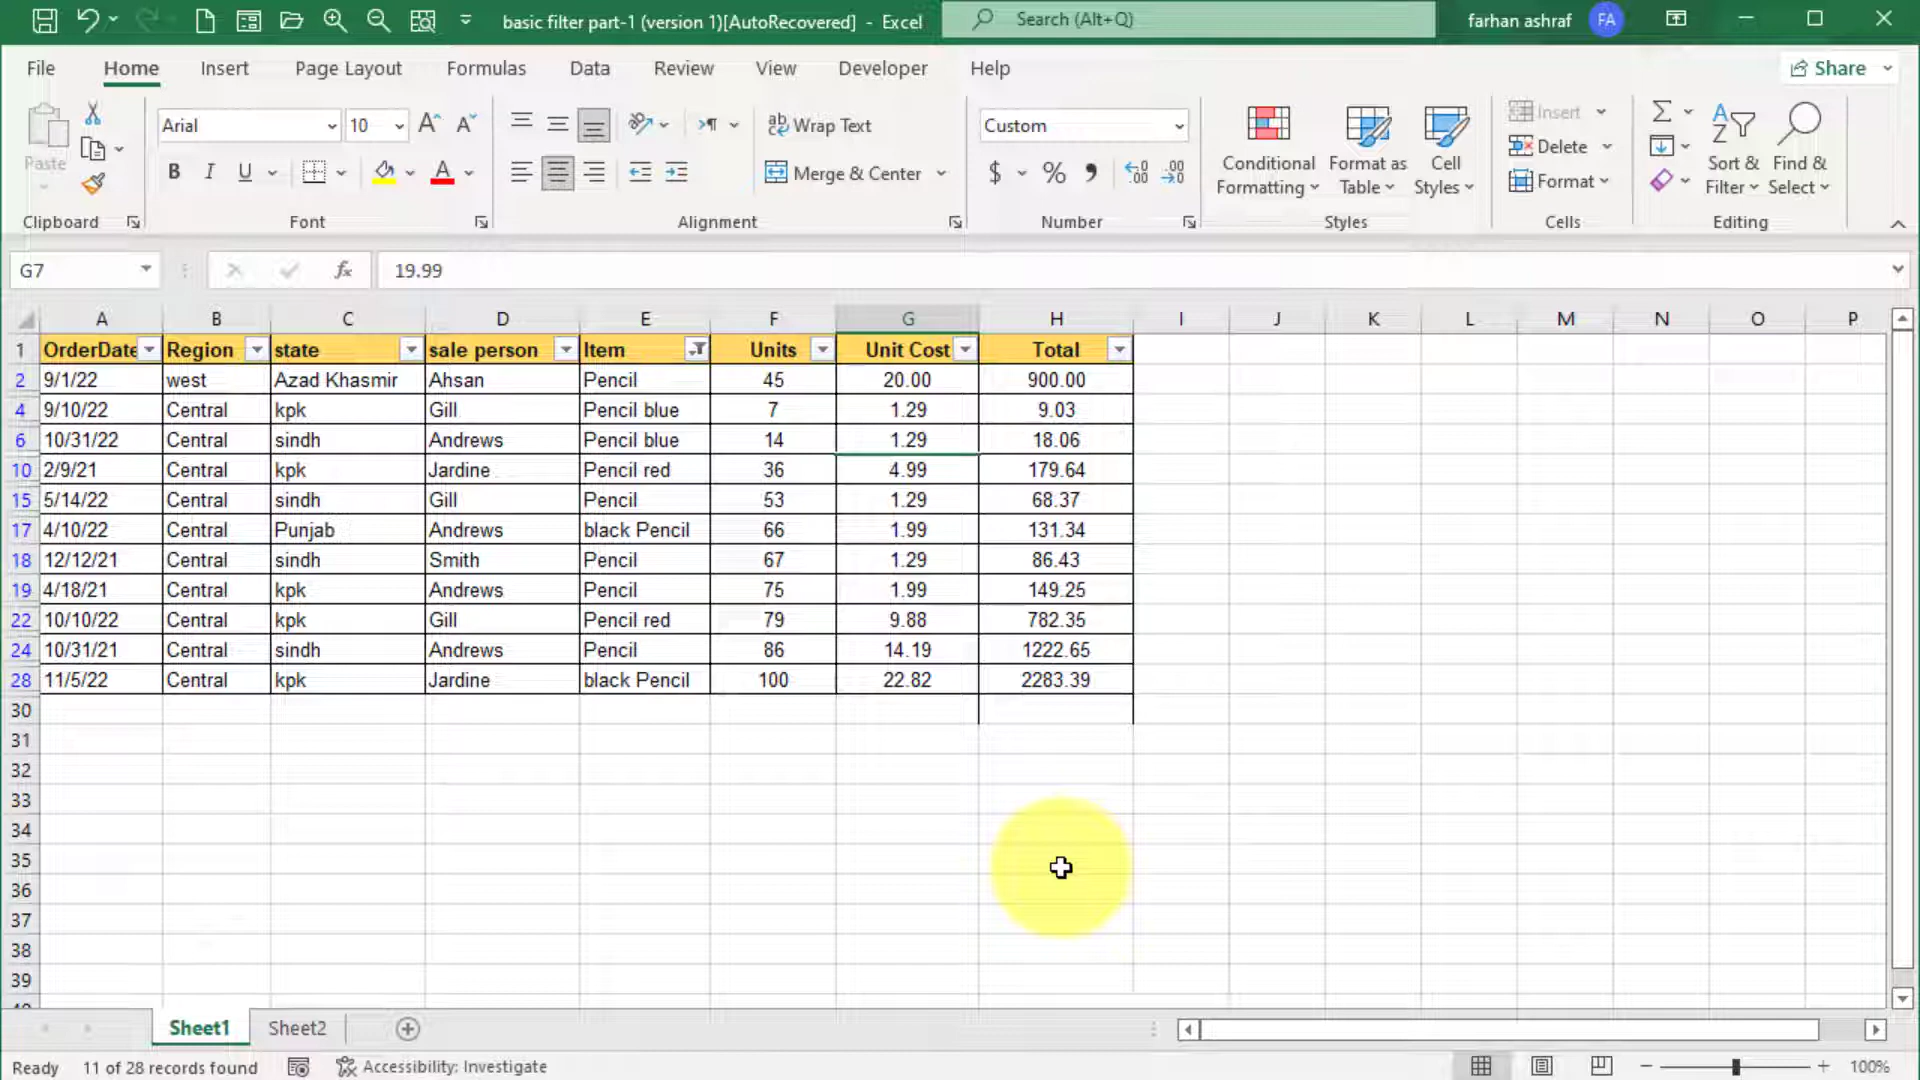 basic filter part-1 (version 1)[AutoRecovered] - Excel
Search (Alt+Q)
farhan ashraf FA
File Home Insert Page Layout Formulas Data Review View Developer Help Share
Paste
Arial 10
Wrap Text
Merge & Center
Custom
Conditional Formatting
Format as Table
Cell Styles
Insert
Delete
Format
Sort & Filter
Find & Select
Clipboard Font Alignment Number Styles Cells Editing
G7 fx 19.99
A B C D E F G H I J K L M N O P
1 OrderDate Region state sale person Item Units Unit Cost Total
2 9/1/22 west Azad Khasmir Ahsan Pencil 45 20.00 900.00
4 9/10/22 Central kpk Gill Pencil blue 7 1.29 9.03
6 10/31/22 Central sindh Andrews Pencil blue 14 1.29 18.06
10 2/9/21 Central kpk Jardine Pencil red 36 4.99 179.64
15 5/14/22 Central sindh Gill Pencil 53 1.29 68.37
17 4/10/22 Central Punjab Andrews black Pencil 66 1.99 131.34
18 12/12/21 Central sindh Smith Pencil 67 1.29 86.43
19 4/18/21 Central kpk Andrews Pencil 75 1.99 149.25
22 10/10/22 Central kpk Gill Pencil red 79 9.88 782.35
24 10/31/21 Central sindh Andrews Pencil 86 14.19 1222.65
28 11/5/22 Central kpk Jardine black Pencil 100 22.82 2283.39
30
31
32
33
34
35
36
37
38
39
Sheet1 Sheet2
Ready 11 of 28 records found Accessibility: Investigate 100%